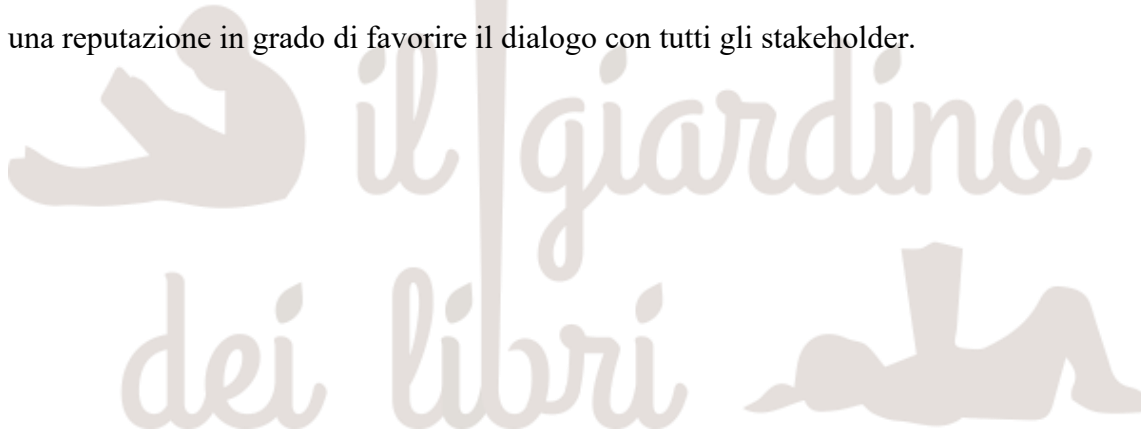 una reputazione in grado di favorire il dialogo con tutti gli stakeholder.
il giardino
dei libri